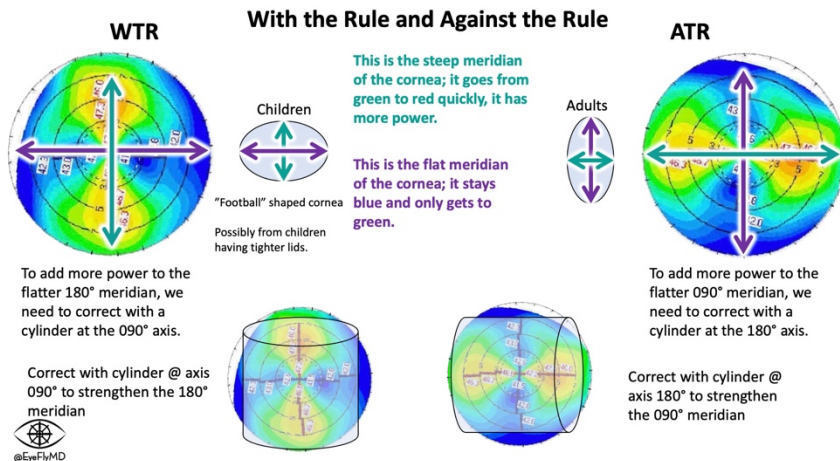 With the Rule and Against the Rule
WTR
ATR
This is the steep meridian
of the cornea; it goes from
green to red quickly, it has
more power.
Children
Adults
This is the flat meridian
of the cornea; it stays
blue and only gets to
green.
"Football" shaped cornea
Possibly from children
having tighter lids.
To add more power to the
flatter 180° meridian, we
need to correct with a
cylinder at the 090° axis.
Correct with cylinder @ axis
090° to strengthen the 180°
meridian
To add more power to the
flatter 090° meridian, we
need to correct with a
cylinder at the 180° axis.
Correct with cylinder @
axis 180° to strengthen
the 090° meridian
@EyeFlyMD